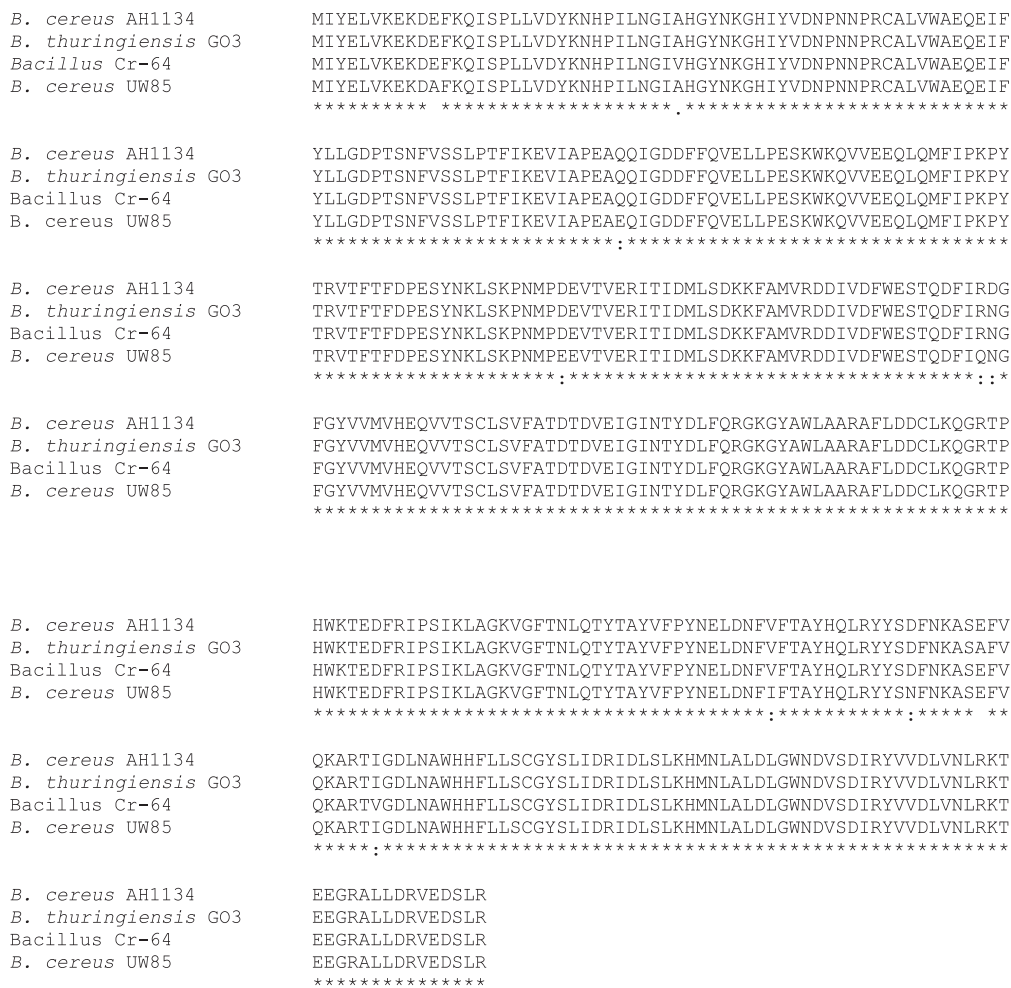 B. cereus AH1134 MIYELVKEKDEFKQISPLLVDYKNHPILNGIAHGYNKGHIYVDNPNNPRCALVWAEQEIF
B. thuringiensis GO3 MIYELVKEKDEFKQISPLLVDYKNHPILNGIAHGYNKGHIYVDNPNNPRCALVWAEQEIF
Bacillus Cr-64 MIYELVKEKDEFKQISPLLVDYKNHPILNGIVHGYNKGHIYVDNPNNPRCALVWAEQEIF
B. cereus UW85 MIYELVKEKDAFKQISPLLVDYKNHPILNGIAHGYNKGHIYVDNPNNPRCALVWAEQEIF
********** ********************.****************************
B. cereus AH1134 YLLGDPTSNFVSSLPTFIKEVIAPEAQQIGDDFFQVELLPESKWKQVVEEQLQMFIPKPY
B. thuringiensis GO3 YLLGDPTSNFVSSLPTFIKEVIAPEAQQIGDDFFQVELLPESKWKQVVEEQLQMFIPKPY
Bacillus Cr-64 YLLGDPTSNFVSSLPTFIKEVIAPEAQQIGDDFFQVELLPESKWKQVVEEQLQMFIPKPY
B. cereus UW85 YLLGDPTSNFVSSLPTFIKEVIAPEAEQIGDDFFQVELLPESKWKQVVEEQLQMFIPKPY
**************************:*********************************
B. cereus AH1134 TRVTFTFDPESYNKLSKPNMPDEVTVERITIDMLSDKKFAMVRDDIVDFWESTQDFIRDG
B. thuringiensis GO3 TRVTFTFDPESYNKLSKPNMPDEVTVERITIDMLSDKKFAMVRDDIVDFWESTQDFIRNG
Bacillus Cr-64 TRVTFTFDPESYNKLSKPNMPDEVTVERITIDMLSDKKFAMVRDDIVDFWESTQDFIRNG
B. cereus UW85 TRVTFTFDPESYNKLSKPNMPEEVTVERITIDMLSDKKFAMVRDDIVDFWESTQDFIQNG
*********************:***********************************::*
B. cereus AH1134 FGYVVMVHEQVVTSCLSVFATDTDVEIGINTYDLFQRGKGYAWLAARAFLDDCLKQGRTP
B. thuringiensis GO3 FGYVVMVHEQVVTSCLSVFATDTDVEIGINTYDLFQRGKGYAWLAARAFLDDCLKQGRTP
Bacillus Cr-64 FGYVVMVHEQVVTSCLSVFATDTDVEIGINTYDLFQRGKGYAWLAARAFLDDCLKQGRTP
B. cereus UW85 FGYVVMVHEQVVTSCLSVFATDTDVEIGINTYDLFQRGKGYAWLAARAFLDDCLKQGRTP
************************************************************
B. cereus AH1134 HWKTEDFRIPSIKLAGKVGFTNLQTYTAYVFPYNELDNFVFTAYHQLRYYSDFNKASEFV
B. thuringiensis GO3 HWKTEDFRIPSIKLAGKVGFTNLQTYTAYVFPYNELDNFVFTAYHQLRYYSDFNKASAFV
Bacillus Cr-64 HWKTEDFRIPSIKLAGKVGFTNLQTYTAYVFPYNELDNFVFTAYHQLRYYSDFNKASEFV
B. cereus UW85 HWKTEDFRIPSIKLAGKVGFTNLQTYTAYVFPYNELDNFIFTAYHQLRYYSNFNKASEFV
***************************************:***********:***** **
B. cereus AH1134 QKARTIGDLNAWHHFLLSCGYSLIDRIDLSLKHMNLALDLGWNDVSDIRYVVDLVNLRKT
B. thuringiensis GO3 QKARTIGDLNAWHHFLLSCGYSLIDRIDLSLKHMNLALDLGWNDVSDIRYVVDLVNLRKT
Bacillus Cr-64 QKARTVGDLNAWHHFLLSCGYSLIDRIDLSLKHMNLALDLGWNDVSDIRYVVDLVNLRKT
B. cereus UW85 QKARTIGDLNAWHHFLLSCGYSLIDRIDLSLKHMNLALDLGWNDVSDIRYVVDLVNLRKT
*****:******************************************************
B. cereus AH1134 EEGRALLDRVEDSLR
B. thuringiensis GO3 EEGRALLDRVEDSLR
Bacillus Cr-64 EEGRALLDRVEDSLR
B. cereus UW85 EEGRALLDRVEDSLR
***************